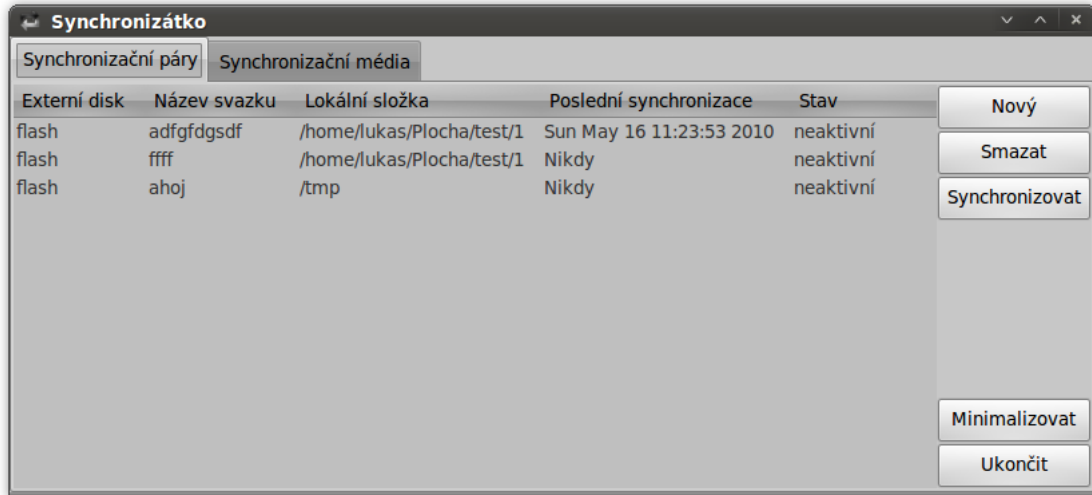 Synchronizátko
Synchronizační páry Synchronizační média
Externí disk Název svazku Lokální složka Poslední synchronizace Stav
flash adfgfdgsdf /home/lukas/Plocha/test/1 Sun May 16 11:23:53 2010 neaktivní
flash ffff /home/lukas/Plocha/test/1 Nikdy neaktivní
flash ahoj /tmp Nikdy neaktivní
Nový
Smazat
Synchronizovat
Minimalizovat
Ukončit